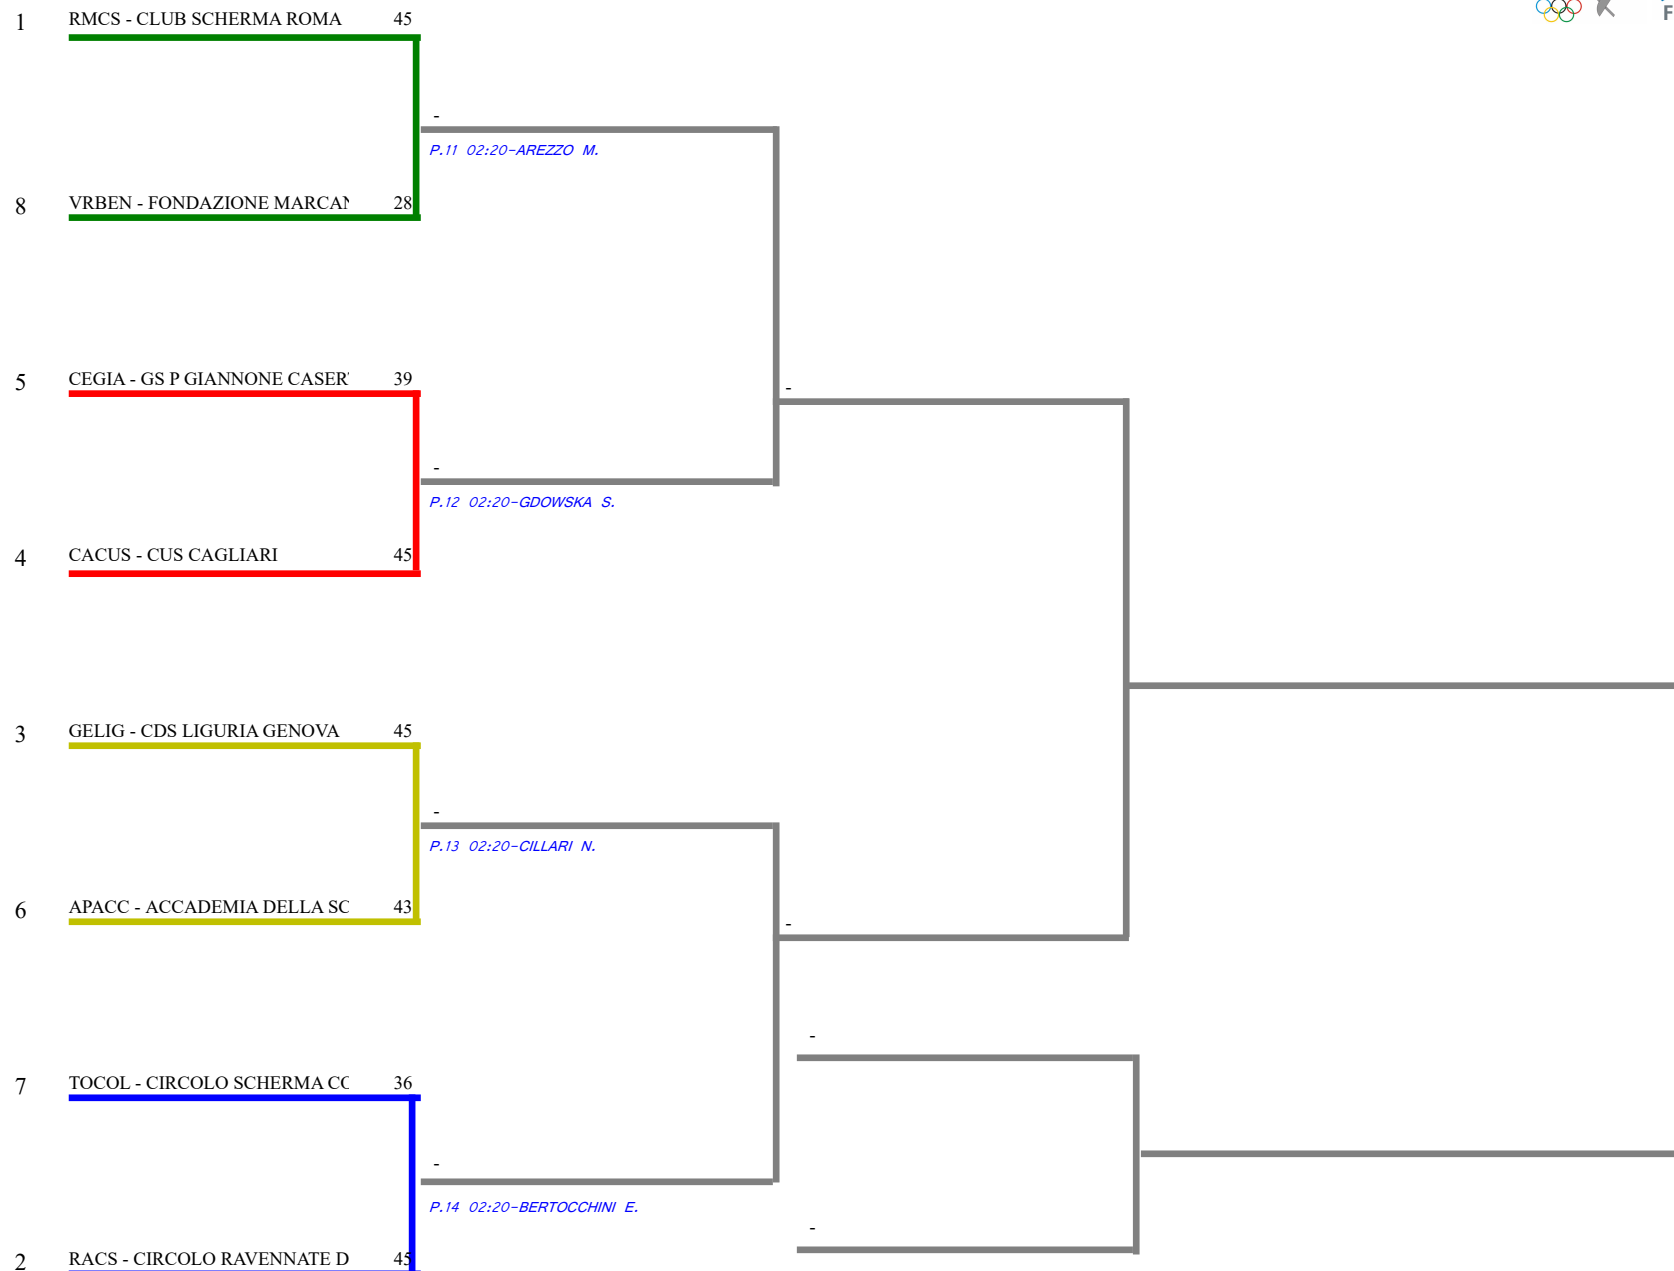 1 RMCS - CLUB SCHERMA ROMA 45
F
-
P.11 02:20-AREZZO M.
8 VRBEN - FONDAZIONE MARCAN 28
5 CEGIA - GS P GIANNONE CASER 39
-
-
P.12 02:20-GDOWSKA S.
4 CACUS - CUS CAGLIARI 45
3 GELIG - CDS LIGURIA GENOVA 45
-
P.13 02:20-CILLARI N.
6 APACC - ACCADEMIA DELLA SC 43
-
-
7 TOCOL - CIRCOLO SCHERMA CO 36
-
P.14 02:20-BERTOCCHINI E.
-
2 RACS - CIRCOLO RAVENNATE D 45